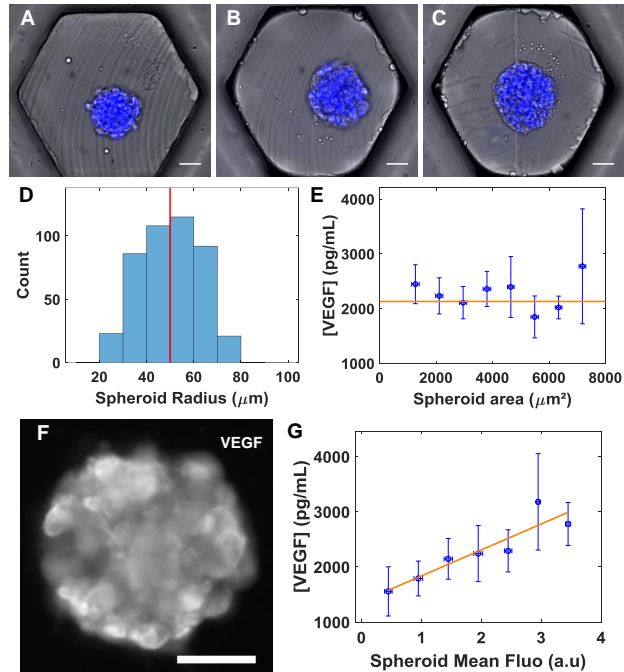 A
B
C
D
100
50
0
Count
20 40 60 80 100
Spheroid Radius (μm)
E
4000
3000
2000
1000
[VEGF] (pg/mL)
0 2000 4000 6000 8000
Spheroid area (μm²)
F
VEGF
G
4000
3000
2000
1000
[VEGF] (pg/mL)
0 1 2 3 4
Spheroid Mean Fluo (a.u)